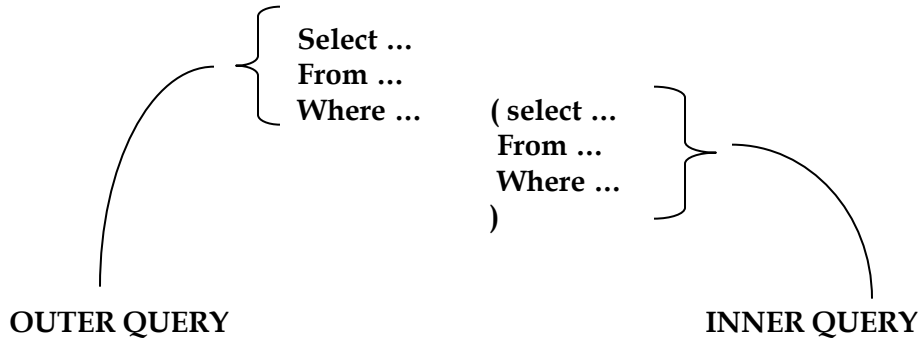 Select …
From …
Where … ( select …
From …
Where …
)
OUTER QUERY INNER QUERY